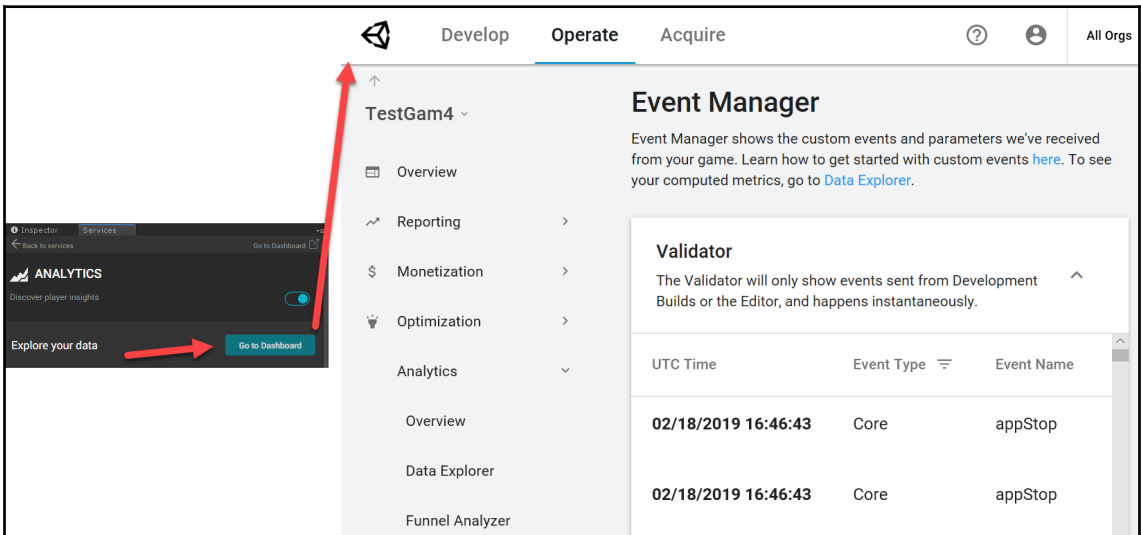 Develop Operate Acquire All Orgs
TestGam4
Overview
Reporting
Monetization
Optimization
Analytics
Overview
Data Explorer
Funnel Analyzer
Event Manager
Event Manager shows the custom events and parameters we've received
from your game. Learn how to get started with custom events here. To see
your computed metrics, go to Data Explorer.
Validator
The Validator will only show events sent from Development
Builds or the Editor, and happens instantaneously.
UTC Time Event Type Event Name
02/18/2019 16:46:43 Core appStop
02/18/2019 16:46:43 Core appStop
Inspector Services
Back to services Go to Dashboard
ANALYTICS
Discover player insights
Explore your data Go to Dashboard